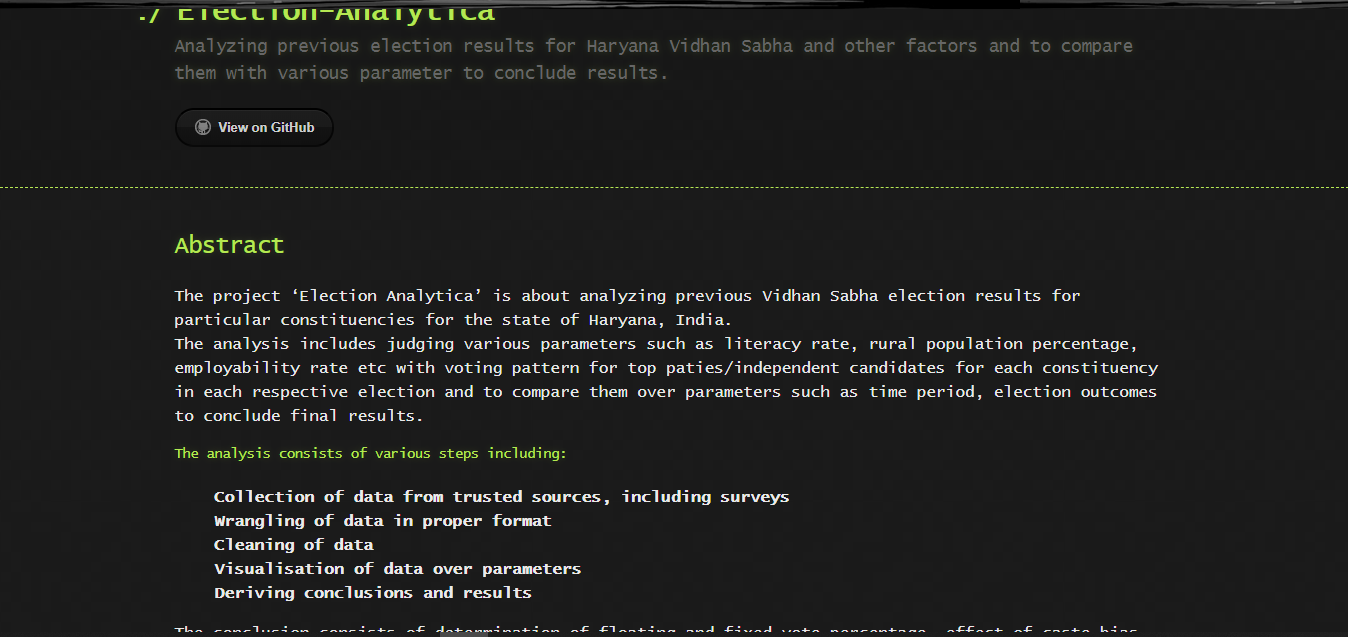 ./ Election-Analytica
Analyzing previous election results for Haryana Vidhan Sabha and other factors and to compare
them with various parameter to conclude results.
View on GitHub
Abstract
The project ‘Election Analytica’ is about analyzing previous Vidhan Sabha election results for
particular constituencies for the state of Haryana, India.
The analysis includes judging various parameters such as literacy rate, rural population percentage,
employability rate etc with voting pattern for top paties/independent candidates for each constituency
in each respective election and to compare them over parameters such as time period, election outcomes
to conclude final results.
The analysis consists of various steps including:
Collection of data from trusted sources, including surveys
Wrangling of data in proper format
Cleaning of data
Visualisation of data over parameters
Deriving conclusions and results
The conclusion consists of determination of floating and fixed vote percentage, effect of caste bias